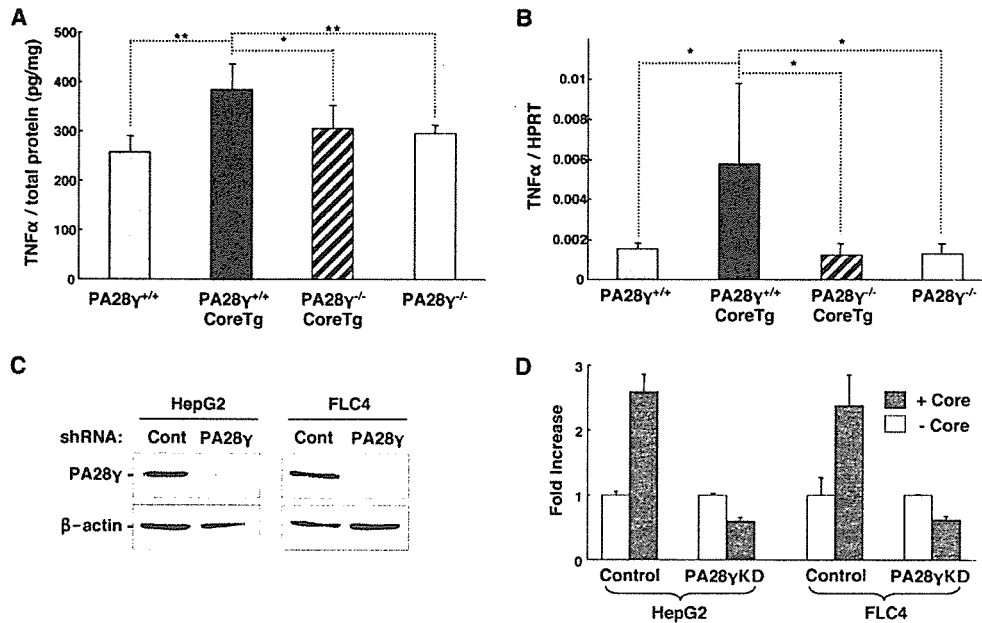 A
TNFα / total protein (pg/mg)
500
400
300
200
100
0
**
*
**
PA28γ+/+
PA28γ+/+ CoreTg
PA28γ-/- CoreTg
PA28γ-/-
B
TNFα / HPRT
0.01
0.008
0.006
0.004
0.002
0
*
*
*
PA28γ+/+
PA28γ+/+ CoreTg
PA28γ-/- CoreTg
PA28γ-/-
C
HepG2 FLC4
shRNA: Cont PA28γ Cont PA28γ
PA28γ -
β-actin -
D
Fold Increase
3
2
1
0
+ Core
- Core
Control PA28γKD Control PA28γKD
HepG2 FLC4